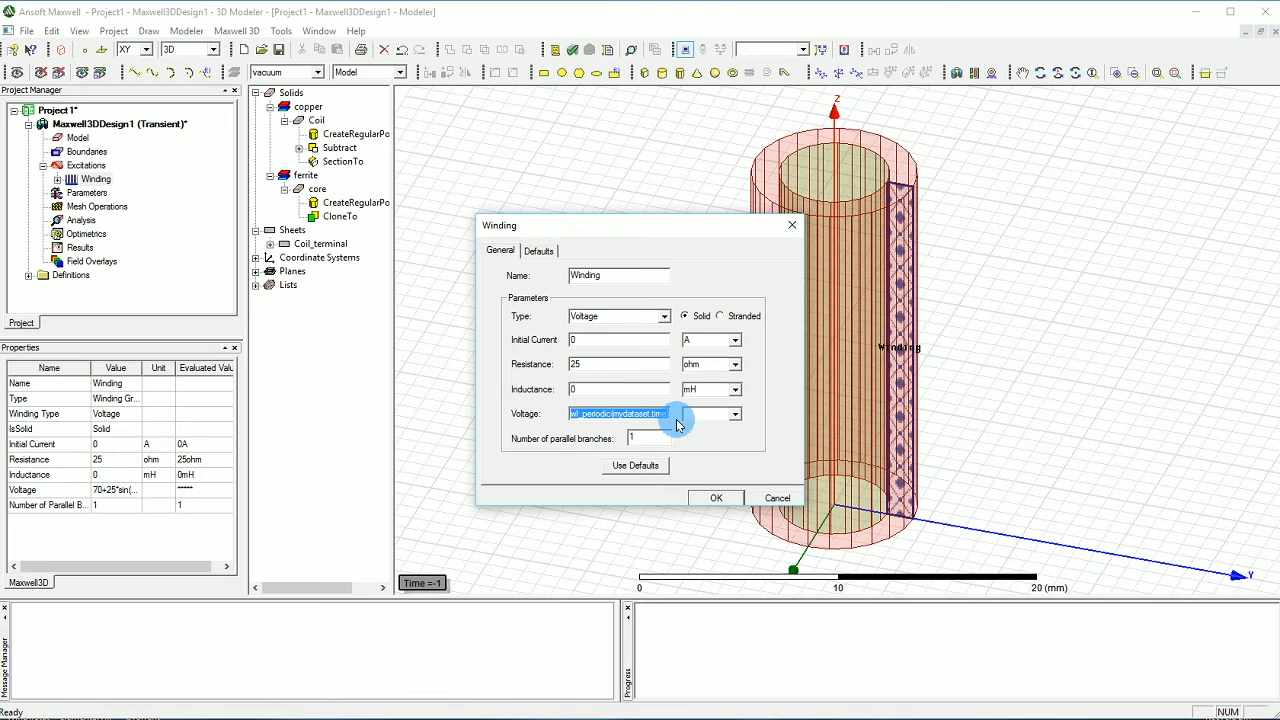 Ansoft Maxwell - Project1 - Maxwell3DDesign1 - 3D Modeler - [Project1 - Maxwell3DDesign1 - Modeler]
File Edit View Project Draw Modeler Maxwell 3D Tools Window Help
XY 3D
vacuum Model
Project Manager
Project1*
Maxwell3DDesign1 (Transient)*
Model
Boundaries
Excitations
Winding
Parameters
Mesh Operations
Analysis
Optimetrics
Results
Field Overlays
Definitions
Project
Properties
Name Value Unit Evaluated Valu
Name Winding
Type Winding Gr...
Winding Type Voltage
IsSolid Solid
Initial Current 0 A 0A
Resistance 25 ohm 25ohm
Inductance 0 mH 0mH
Voltage 70+25*sin(... *****
Number of Parallel B... 1 1
Maxwell3D
Solids
copper
Coil
CreateRegularPo
Subtract
SectionTo
ferrite
core
CreateRegularPo
CloneTo
Sheets
Coil_terminal
Coordinate Systems
Planes
Lists
Z
Winding
Y
Time =-1
0 10 20 (mm)
Winding
General Defaults
Name: Winding
Parameters
Type: Voltage Solid Stranded
Initial Current 0 A
Resistance: 25 ohm
Inductance: 0 mH
Voltage: wl_periodic(mydataset,time
Number of parallel branches: 1
Use Defaults
OK Cancel
Message Manager
Progress
Ready
NUM